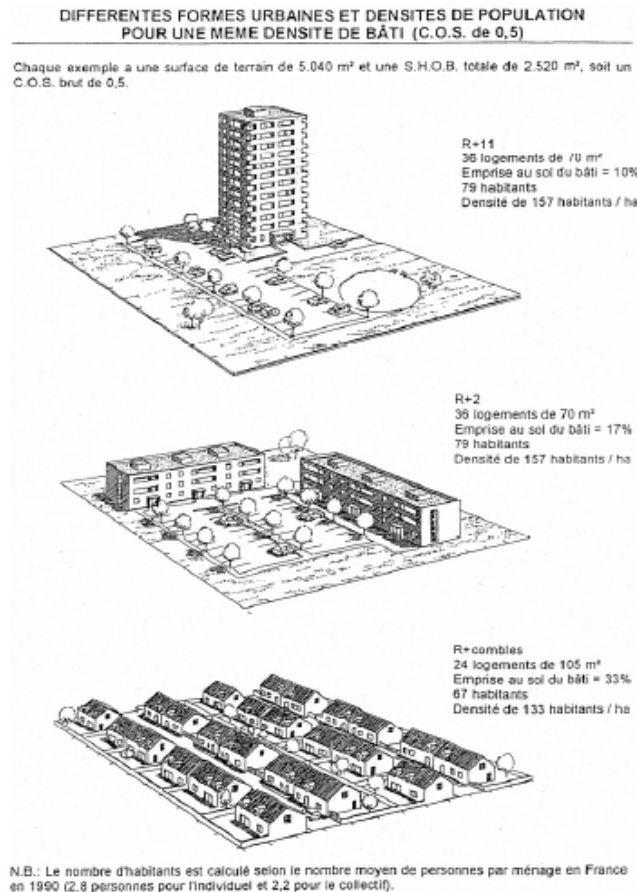 DIFFERENTES FORMES URBAINES ET DENSITES DE POPULATION
POUR UNE MEME DENSITE DE BÂTI (C.O.S. de 0,5)
Chaque exemple a une surface de terrain de 5.040 m² et une S.H.O.B. totale de 2.520 m², soit un
C.O.S. brut de 0,5.
R+11
36 logements de 70 m²
Emprise au sol du bâti = 10%
79 habitants
Densité de 157 habitants / ha
R+2
36 logements de 70 m²
Emprise au sol du bâti = 17%
79 habitants
Densité de 157 habitants / ha
R+combles
24 logements de 105 m²
Emprise au sol du bâti = 33%
67 habitants
Densité de 133 habitants / ha
N.B.: Le nombre d'habitants est calculé selon le nombre moyen de personnes par ménage en France
en 1990 (2,8 personnes pour l'individuel et 2,2 pour le collectif).